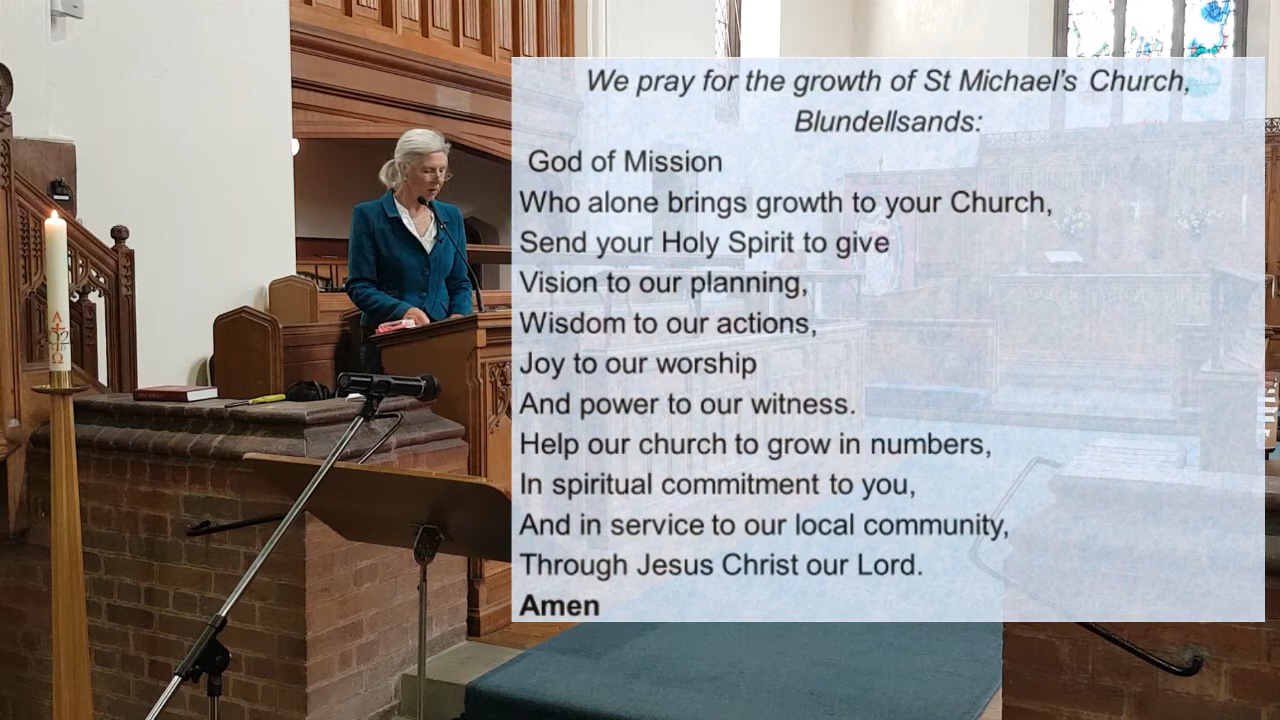 We pray for the growth of St Michael's Church,
Blundellsands:
God of Mission
Who alone brings growth to your Church,
Send your Holy Spirit to give
Vision to our planning,
Wisdom to our actions,
Joy to our worship
And power to our witness.
Help our church to grow in numbers,
In spiritual commitment to you,
And in service to our local community,
Through Jesus Christ our Lord.
Amen
Α
Ω